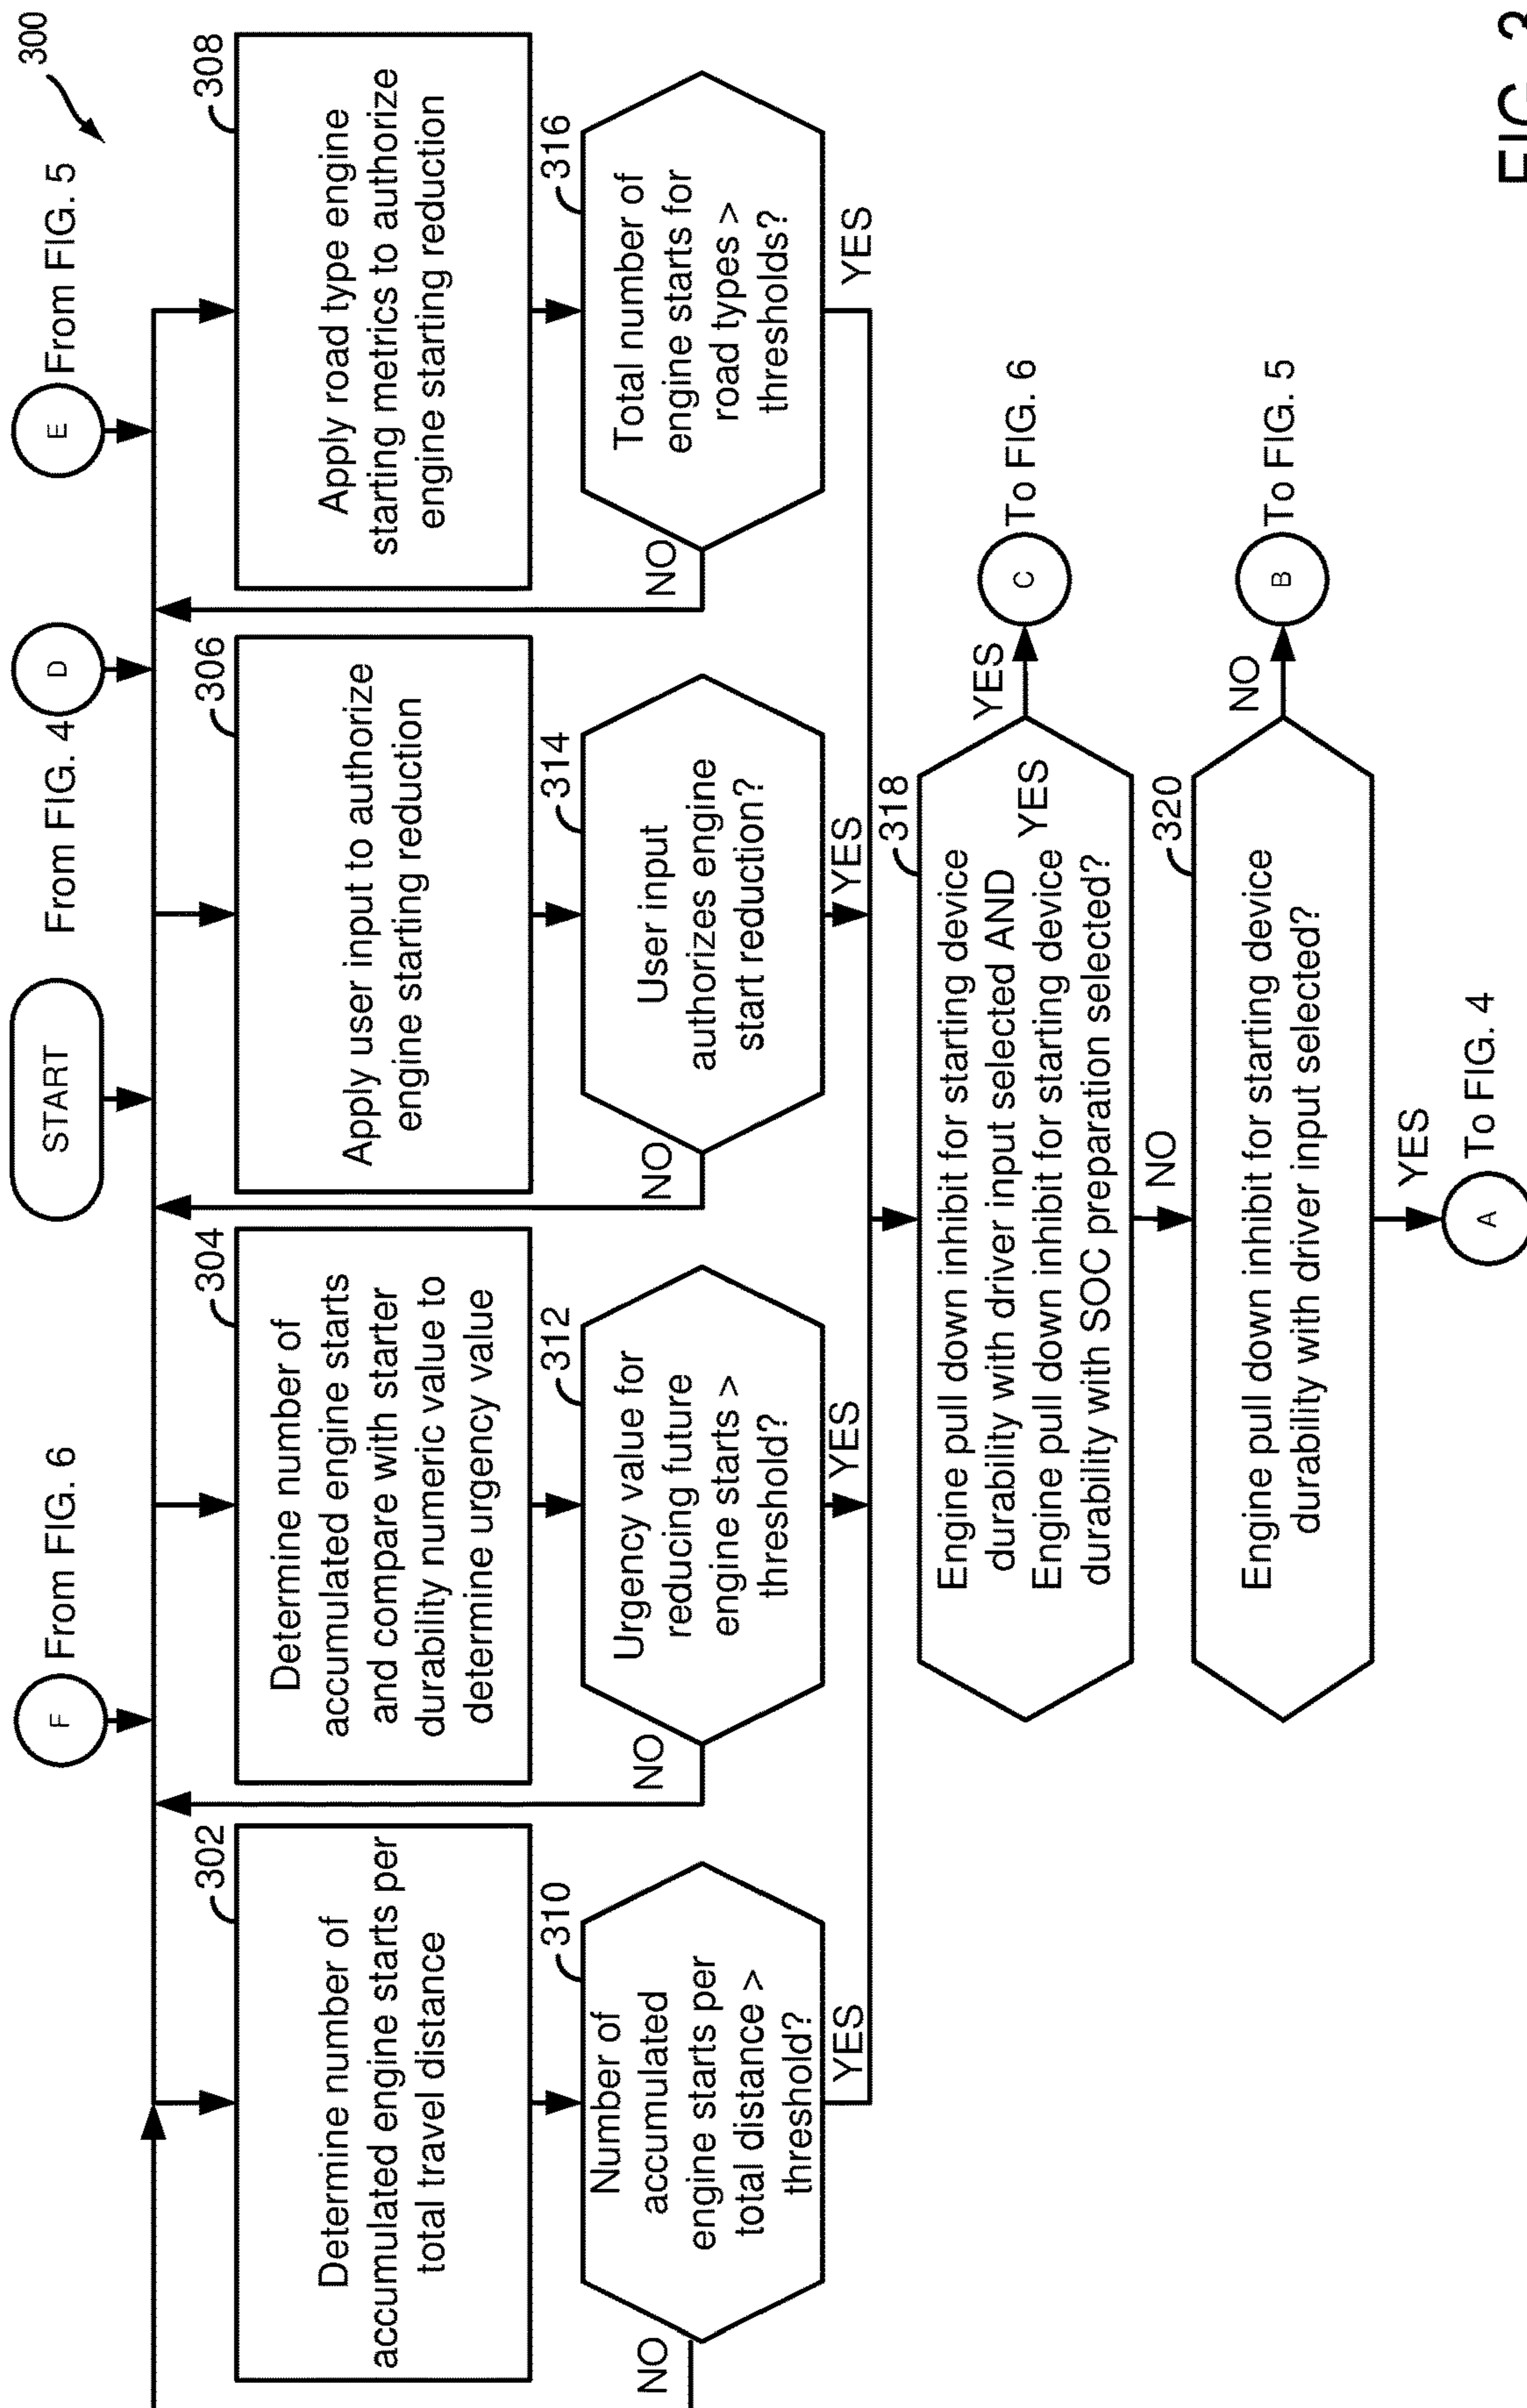 300
F
From FIG. 6
START
From FIG. 4
D
E
From FIG. 5
302
Determine number of
accumulated engine starts per
total travel distance
304
Determine number of
accumulated engine starts
and compare with starter
durability numeric value to
determine urgency value
306
Apply user input to authorize
engine starting reduction
308
Apply road type engine
starting metrics to authorize
engine starting reduction
310
Number of
accumulated
engine starts per
total distance >
threshold?
NO
YES
312
Urgency value for
reducing future
engine starts >
threshold?
NO
YES
314
User input
authorizes engine
start reduction?
NO
YES
316
Total number of
engine starts for
road types >
thresholds?
NO
YES
318
Engine pull down inhibit for starting device
durability with driver input selected AND
Engine pull down inhibit for starting device
durability with SOC preparation selected?
YES
YES
C
To FIG. 6
NO
320
Engine pull down inhibit for starting device
durability with driver input selected?
NO
B
To FIG. 5
YES
A
To FIG. 4
FIG. 3